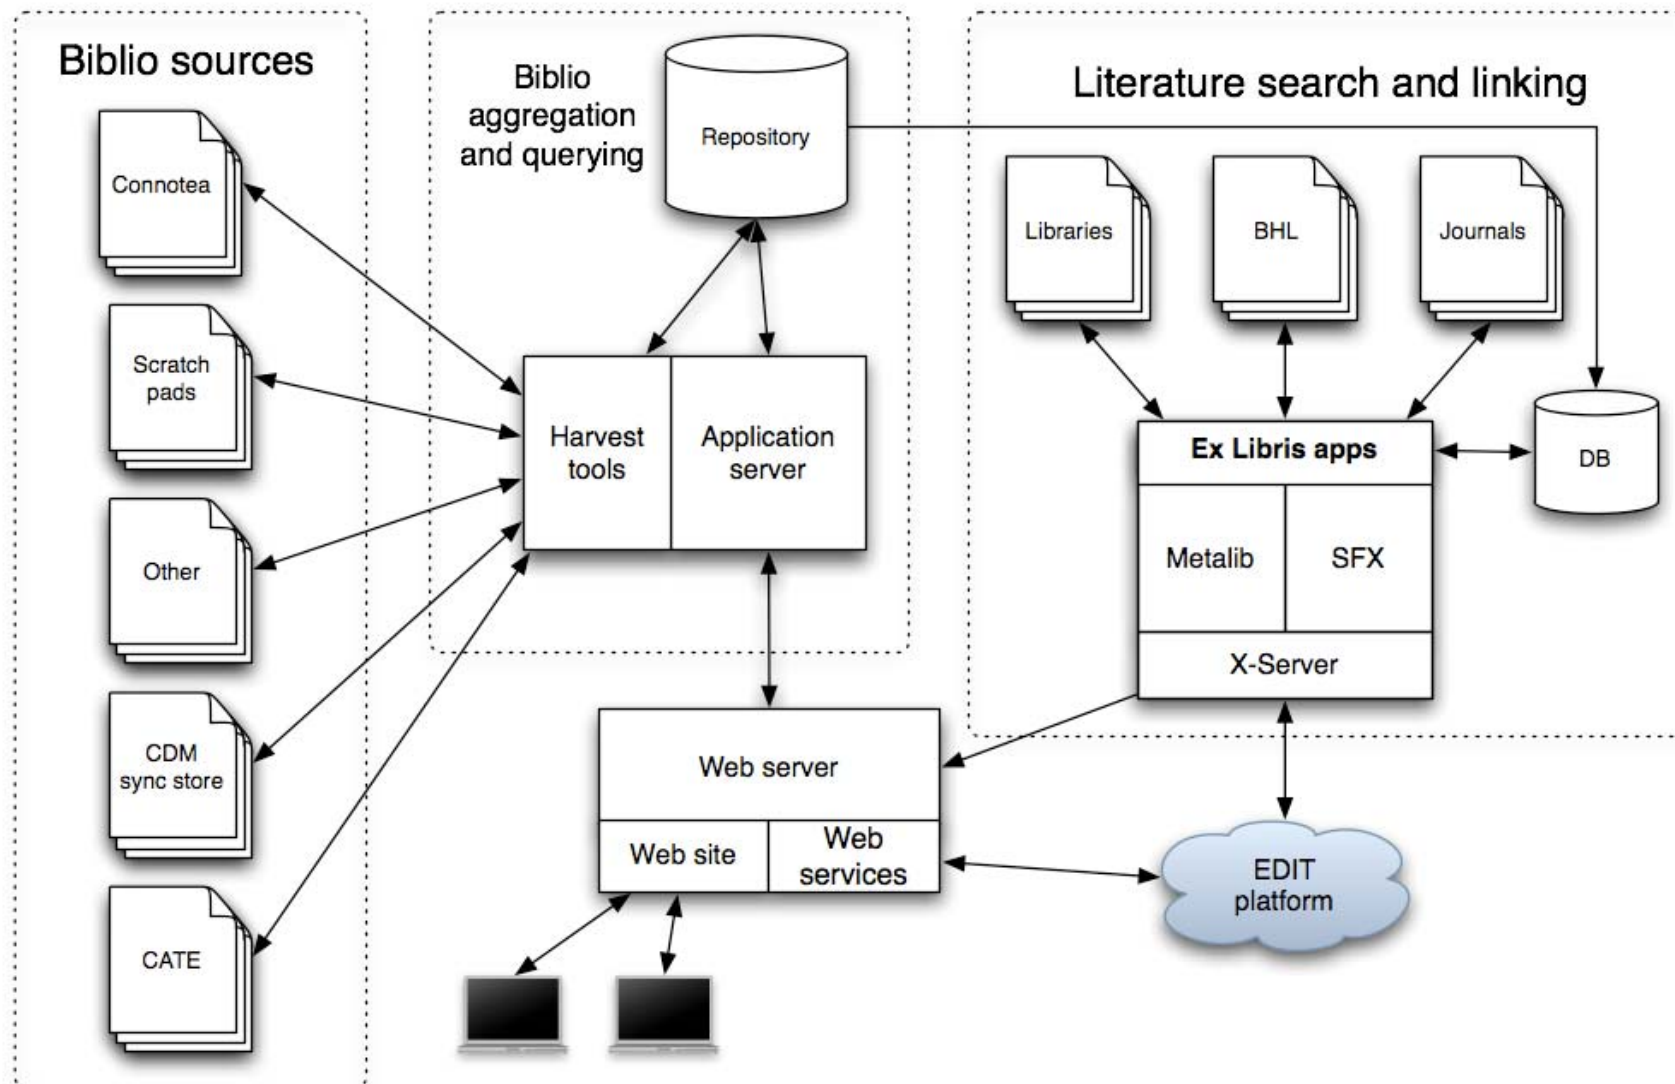 Biblio sources
Connotea
Scratch
pads
Other
CDM
sync store
CATE
Biblio
aggregation
and querying
Repository
Harvest
tools
Application
server
Web server
Web site
Web
services
Literature search and linking
Libraries
BHL
Journals
Ex Libris apps
Metalib
SFX
X-Server
DB
EDIT
platform